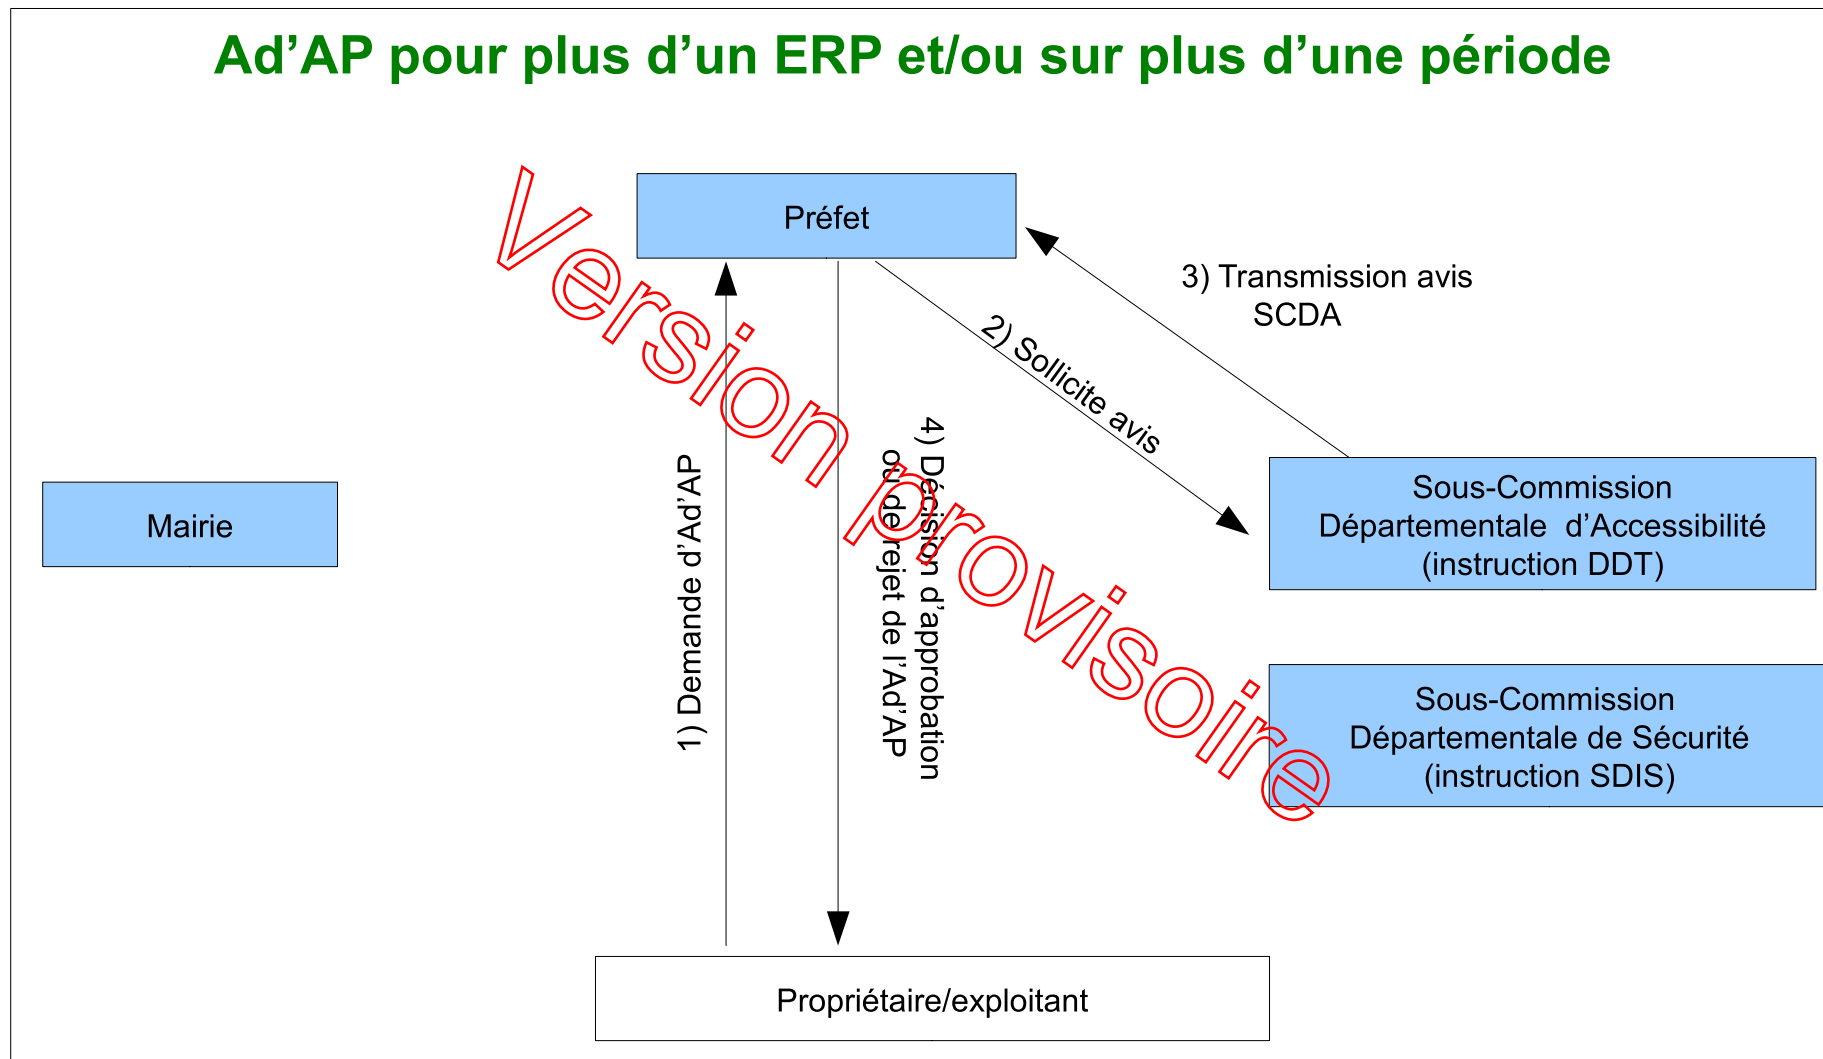 Ad’AP pour plus d’un ERP et/ou sur plus d’une période
Préfet
3) Transmission avis
SCDA
2) Sollicite avis
1) Demande d’Ad’AP
4) Décision d’approbation
ou de rejet de l’Ad’AP
Mairie
Sous-Commission
Départementale d’Accessibilité
(instruction DDT)
Sous-Commission
Départementale de Sécurité
(instruction SDIS)
Propriétaire/exploitant
Version provisoire